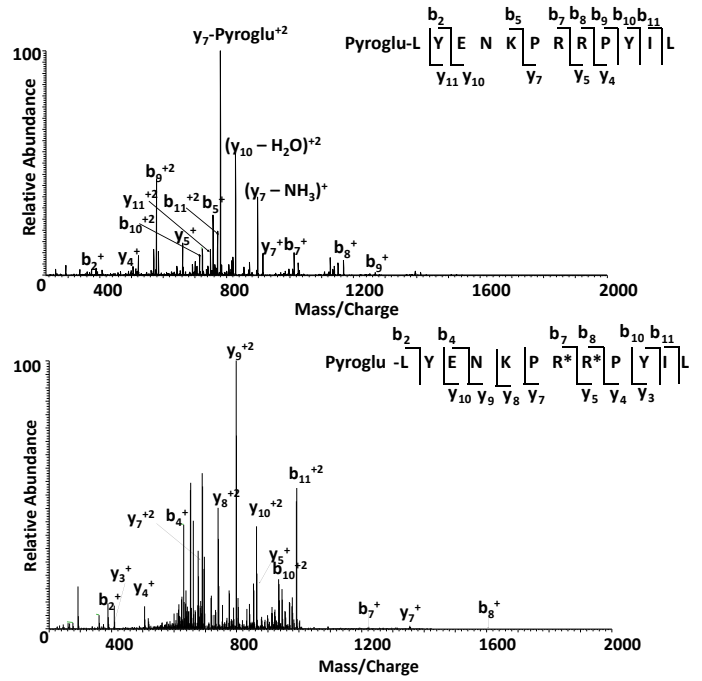 b2 b5 b7 b8 b9 b10 b11
Pyroglu-L Y E N K P R R P Y I L
y11 y10 y7 y5 y4
100
y7-Pyroglu+2
(y10 – H2O)+2
b9+2
(y7 – NH3)+
y11+2 b11+2 b5+
b10+2
y5+
b2+ y4+ y7+ b7+ b8+ b9+
Relative Abundance
0 400 800 1200 1600 2000
Mass/Charge
b2 b4 b7 b8 b10 b11
Pyroglu -L Y E N K P R* R* P Y I L
y10 y9 y8 y7 y5 y4 y3
100
y9+2
b11+2
y8+2
y7+2 b4+ y10+2
y5+
y3+ b10+2
b2+ y4+
b7+ y7+ b8+
Relative Abundance
0 400 800 1200 1600 2000
Mass/Charge